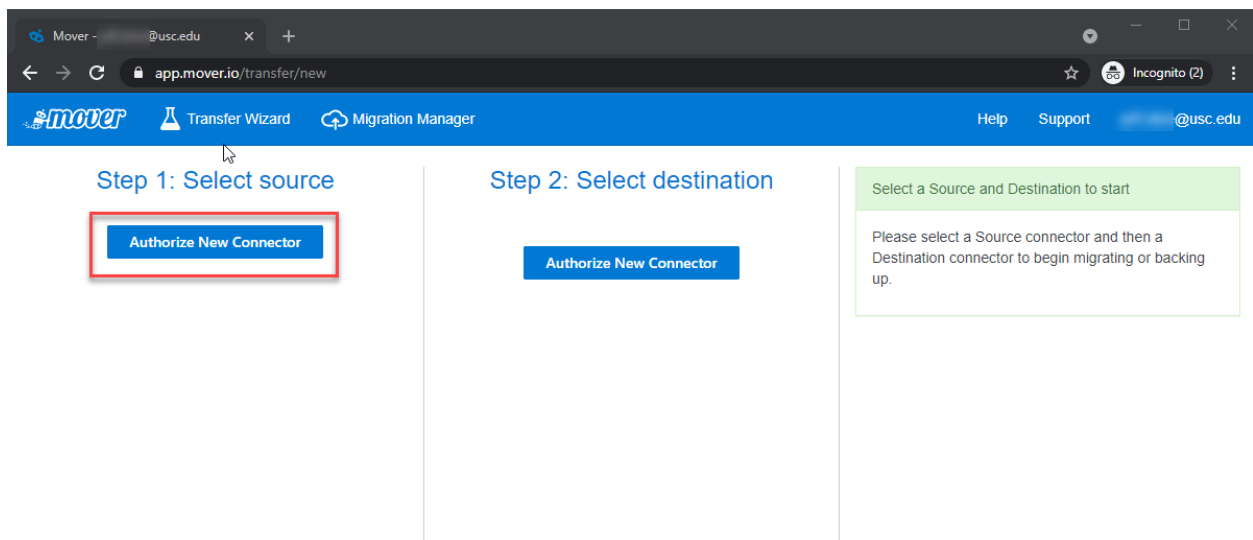 Mover - @usc.edu
app.mover.io/transfer/new
Incognito (2)
mover
Transfer Wizard
Migration Manager
Help
Support
@usc.edu
Step 1: Select source
Authorize New Connector
Step 2: Select destination
Authorize New Connector
Select a Source and Destination to start
Please select a Source connector and then a
Destination connector to begin migrating or backing
up.